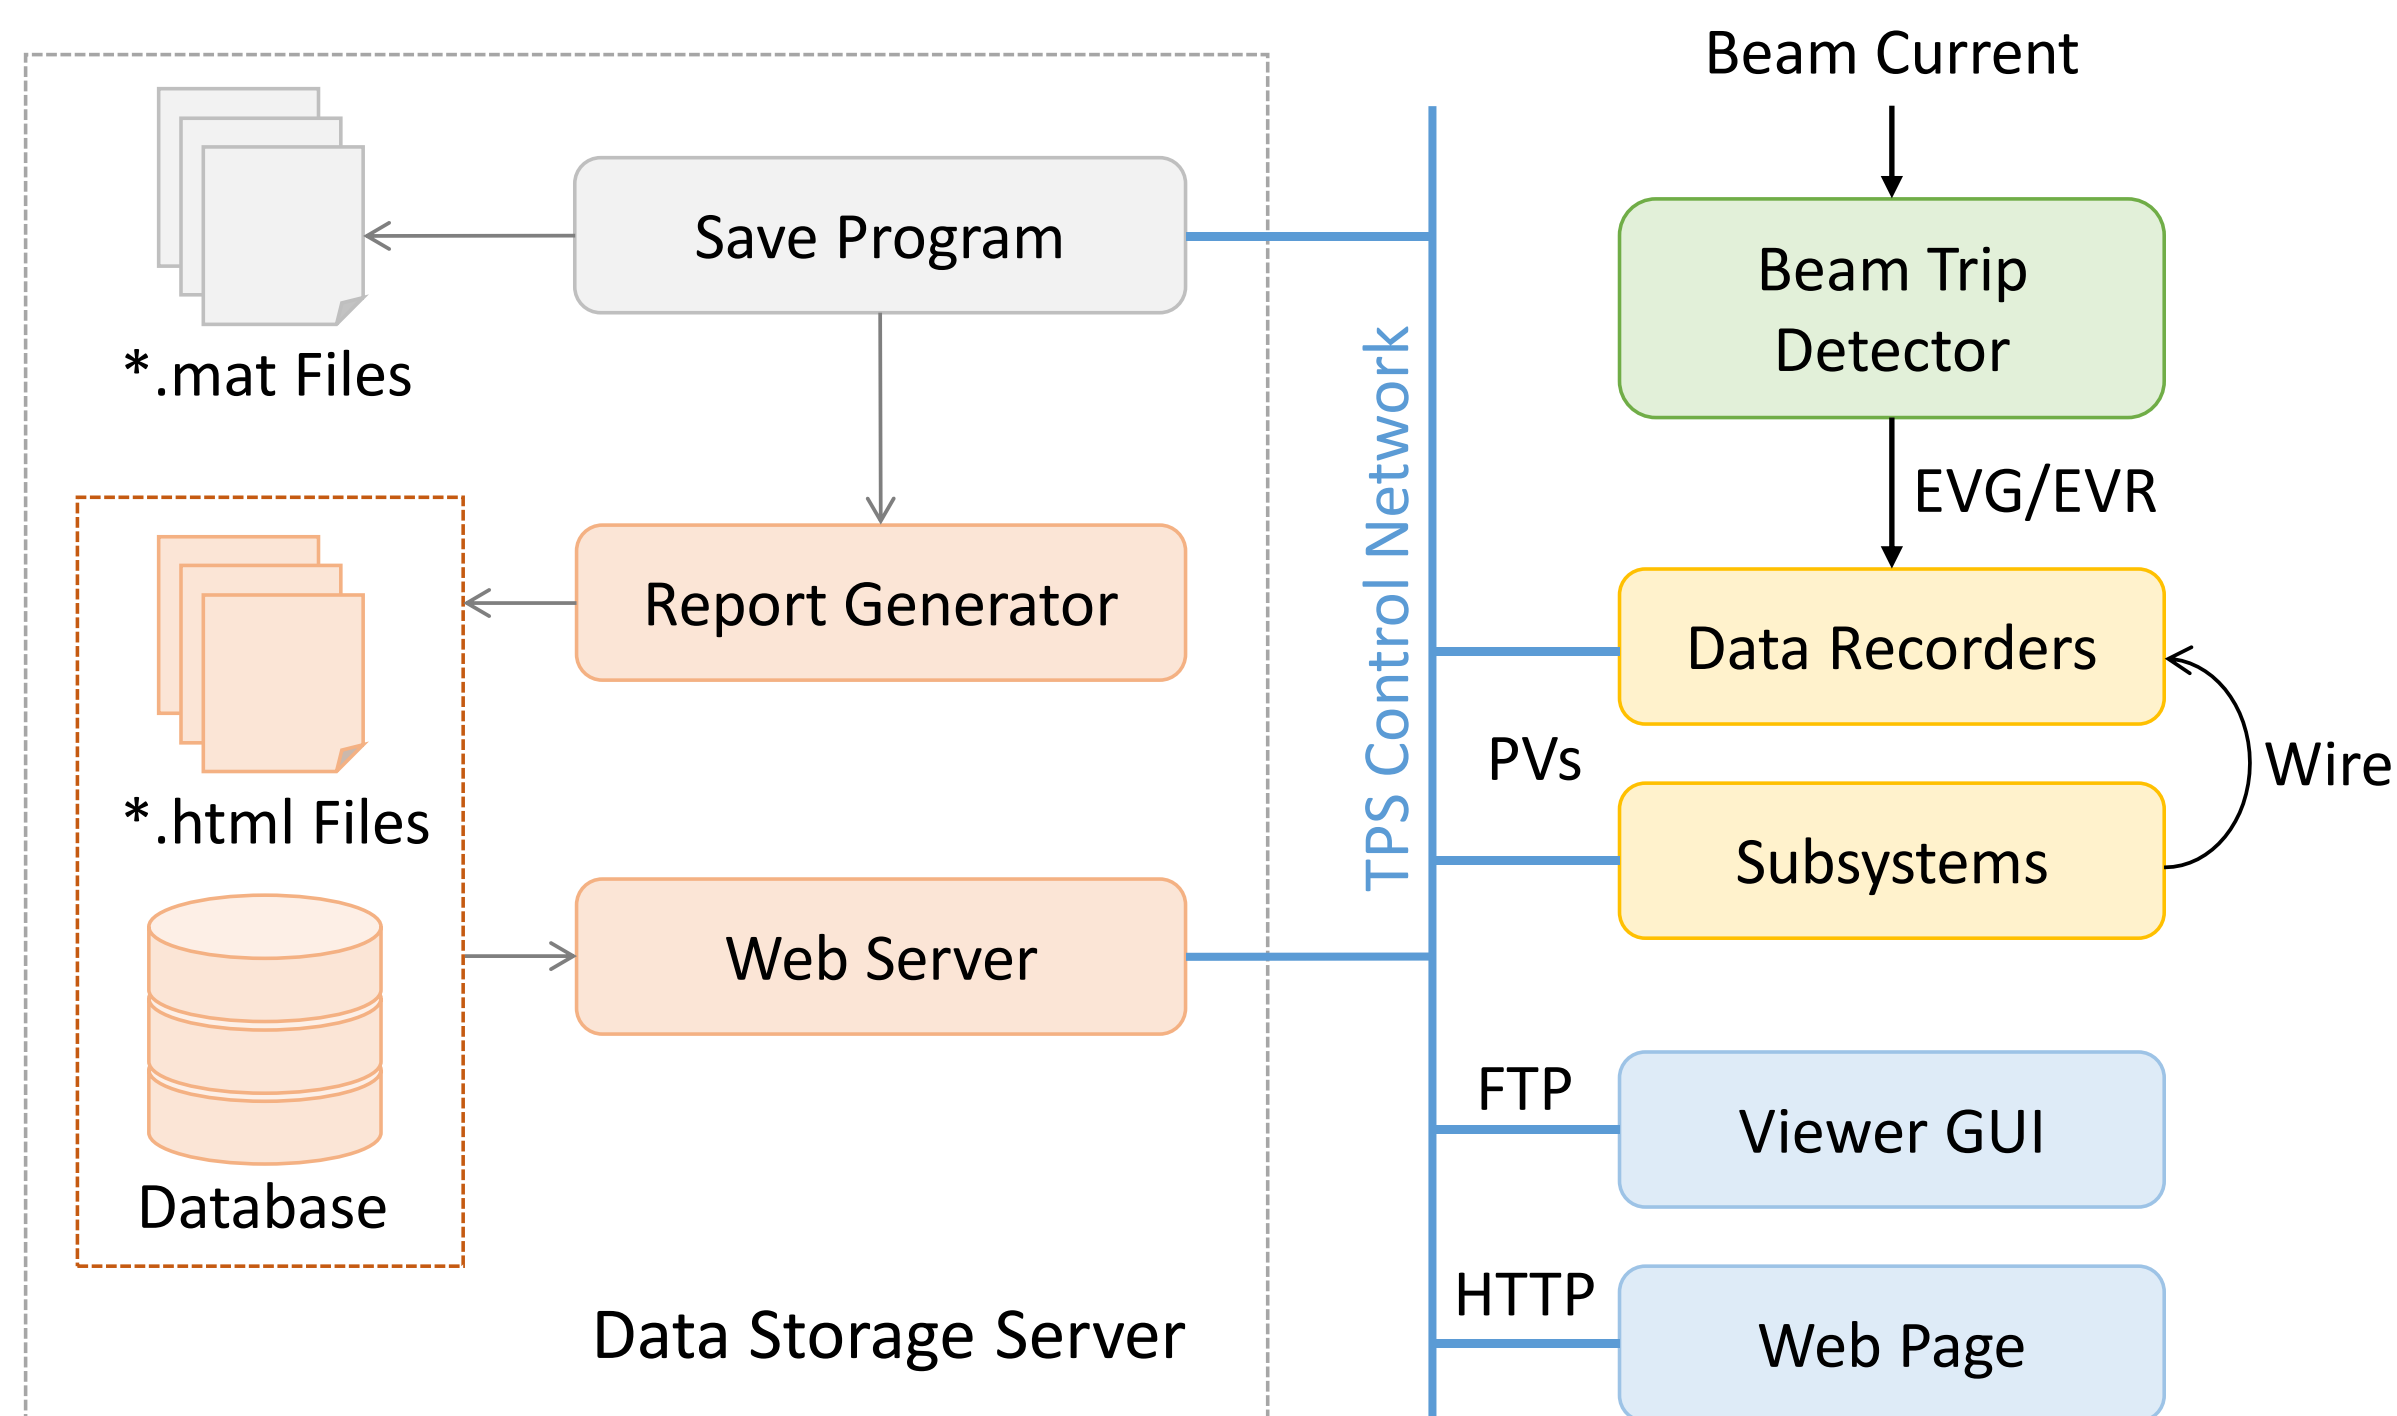 Beam Current
Save Program
Beam Trip
Detector
*.mat Files
EVG/EVR
TPS Control Network
Report Generator
Data Recorders
PVs
Wire
*.html Files
Subsystems
Web Server
FTP
Viewer GUI
Database
HTTP
Data Storage Server
Web Page